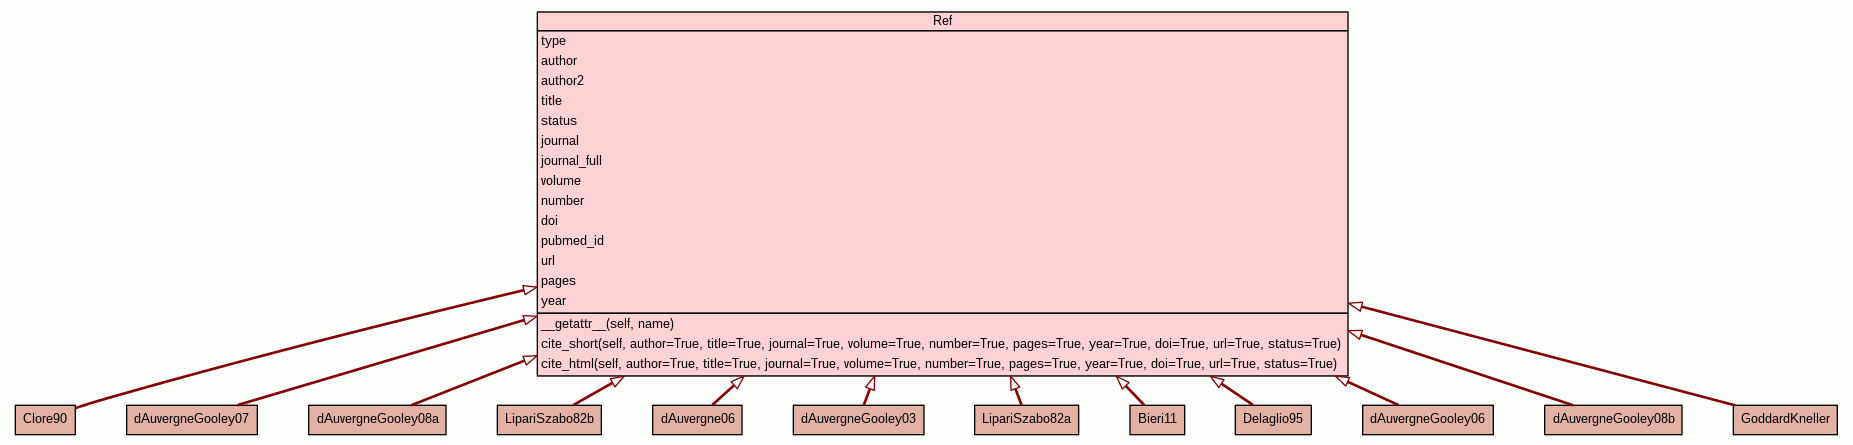 Ref
type
author
author2
title
status
journal
journal_full
volume
number
doi
pubmed_id
url
pages
year
__getattr__(self, name)
cite_short(self, author=True, title=True, journal=True, volume=True, number=True, pages=True, year=True, doi=True, url=True, status=True)
cite_html(self, author=True, title=True, journal=True, volume=True, number=True, pages=True, year=True, doi=True, url=True, status=True)
Clore90 dAuvergneGooley07 dAuvergneGooley08a LipariSzabo82b dAuvergne06 dAuvergneGooley03 LipariSzabo82a Bieri11 Delaglio95 dAuvergneGooley06 dAuvergneGooley08b GoddardKneller